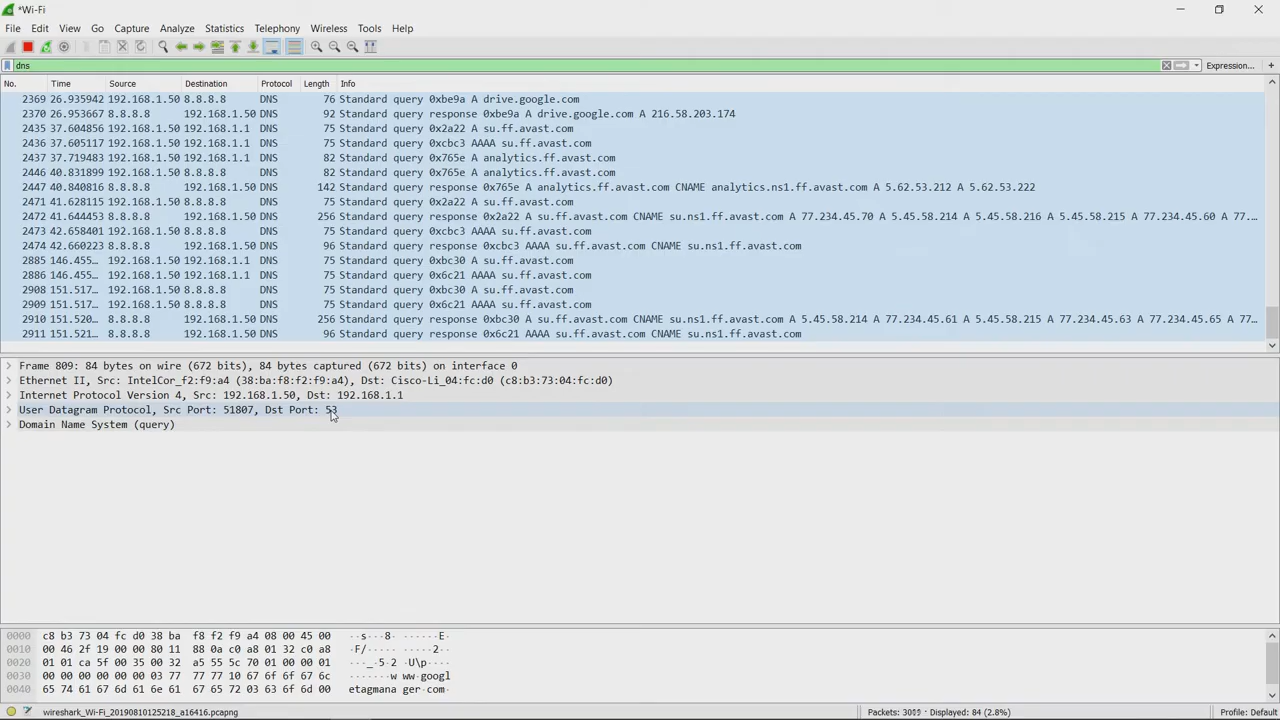 *Wi-Fi
File Edit View Go Capture Analyze Statistics Telephony Wireless Tools Help
dns Expression... +
No. Time Source Destination Protocol Length Info
2369 26.935942 192.168.1.50 8.8.8.8 DNS 76 Standard query 0xbe9a A drive.google.com
2370 26.953667 8.8.8.8 192.168.1.50 DNS 92 Standard query response 0xbe9a A drive.google.com A 216.58.203.174
2435 37.604856 192.168.1.50 192.168.1.1 DNS 75 Standard query 0x2a22 A su.ff.avast.com
2436 37.605117 192.168.1.50 192.168.1.1 DNS 75 Standard query 0xcbc3 AAAA su.ff.avast.com
2437 37.719483 192.168.1.50 192.168.1.1 DNS 82 Standard query 0x765e A analytics.ff.avast.com
2446 40.831899 192.168.1.50 8.8.8.8 DNS 82 Standard query 0x765e A analytics.ff.avast.com
2447 40.840816 8.8.8.8 192.168.1.50 DNS 142 Standard query response 0x765e A analytics.ff.avast.com CNAME analytics.ns1.ff.avast.com A 5.62.53.212 A 5.62.53.222
2471 41.628115 192.168.1.50 8.8.8.8 DNS 75 Standard query 0x2a22 A su.ff.avast.com
2472 41.644453 8.8.8.8 192.168.1.50 DNS 256 Standard query response 0x2a22 A su.ff.avast.com CNAME su.ns1.ff.avast.com A 77.234.45.70 A 5.45.58.214 A 5.45.58.216 A 5.45.58.215 A 77.234.45.60 A 77...
2473 42.658401 192.168.1.50 8.8.8.8 DNS 75 Standard query 0xcbc3 AAAA su.ff.avast.com
2474 42.660223 8.8.8.8 192.168.1.50 DNS 96 Standard query response 0xcbc3 AAAA su.ff.avast.com CNAME su.ns1.ff.avast.com
2885 146.455... 192.168.1.50 192.168.1.1 DNS 75 Standard query 0xbc30 A su.ff.avast.com
2886 146.455... 192.168.1.50 192.168.1.1 DNS 75 Standard query 0x6c21 AAAA su.ff.avast.com
2908 151.517... 192.168.1.50 8.8.8.8 DNS 75 Standard query 0xbc30 A su.ff.avast.com
2909 151.517... 192.168.1.50 8.8.8.8 DNS 75 Standard query 0x6c21 AAAA su.ff.avast.com
2910 151.520... 8.8.8.8 192.168.1.50 DNS 256 Standard query response 0xbc30 A su.ff.avast.com CNAME su.ns1.ff.avast.com A 5.45.58.214 A 77.234.45.61 A 5.45.58.215 A 77.234.45.63 A 77.234.45.65 A 77...
2911 151.521... 8.8.8.8 192.168.1.50 DNS 96 Standard query response 0x6c21 AAAA su.ff.avast.com CNAME su.ns1.ff.avast.com
Frame 809: 84 bytes on wire (672 bits), 84 bytes captured (672 bits) on interface 0
Ethernet II, Src: IntelCor_f2:f9:a4 (38:ba:f8:f2:f9:a4), Dst: Cisco-Li_04:fc:d0 (c8:b3:73:04:fc:d0)
Internet Protocol Version 4, Src: 192.168.1.50, Dst: 192.168.1.1
User Datagram Protocol, Src Port: 51807, Dst Port: 53
Domain Name System (query)
0000 c8 b3 73 04 fc d0 38 ba f8 f2 f9 a4 08 00 45 00 ··s···8· ······E·
0010 00 46 2f 19 00 00 80 11 88 0a c0 a8 01 32 c0 a8 ·F/····· ·····2··
0020 01 01 ca 5f 00 35 00 32 a5 55 5c 70 01 00 00 01 ···_·5·2 ·U\p····
0030 00 00 00 00 00 00 03 77 77 77 10 67 6f 6f 67 6c ·······w ww·googl
0040 65 74 61 67 6d 61 6e 61 67 65 72 03 63 6f 6d 00 etagmana ger·com·
wireshark_Wi-Fi_20190810125218_a16416.pcapng Packets: · Displayed: 84 (2.8%) Profile: Default